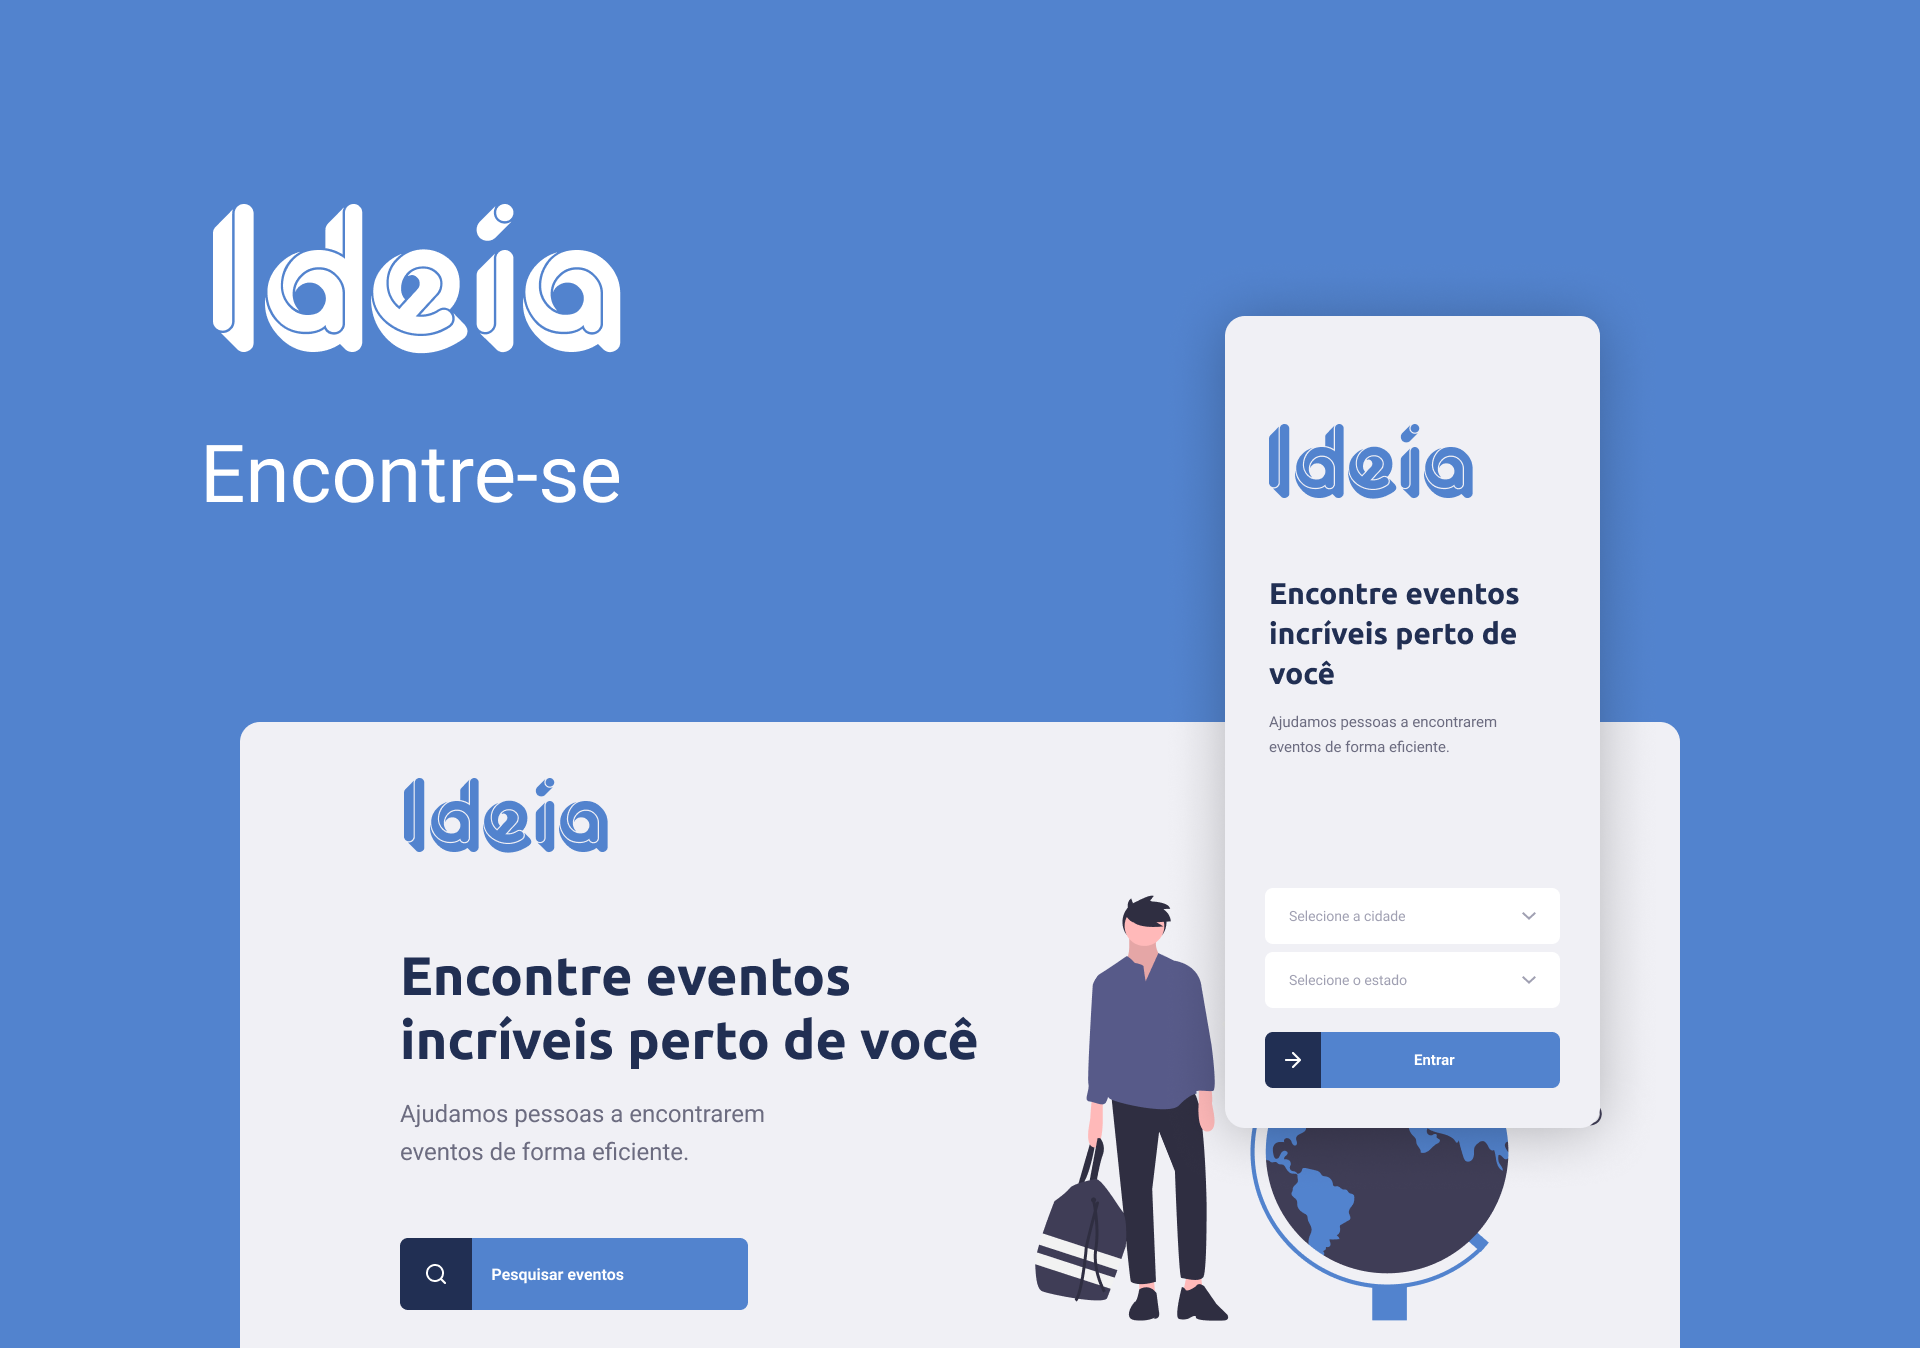 Ideia
Encontre-se
Ideia
Encontre eventos
incríveis perto de
você
Ajudamos pessoas a encontrarem
eventos de forma eficiente.
Selecione a cidade
Selecione o estado
Entrar
Ideia
Encontre eventos
incríveis perto de você
Ajudamos pessoas a encontrarem
eventos de forma eficiente.
Pesquisar eventos